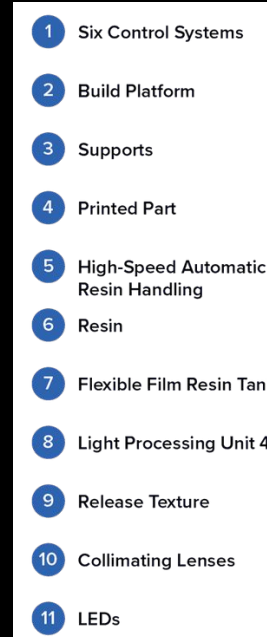 1 Six Control Systems
2 Build Platform
3 Supports
4 Printed Part
5 High-Speed Automatic
Resin Handling
6 Resin
7 Flexible Film Resin Tan
8 Light Processing Unit 4
9 Release Texture
10 Collimating Lenses
11 LEDs